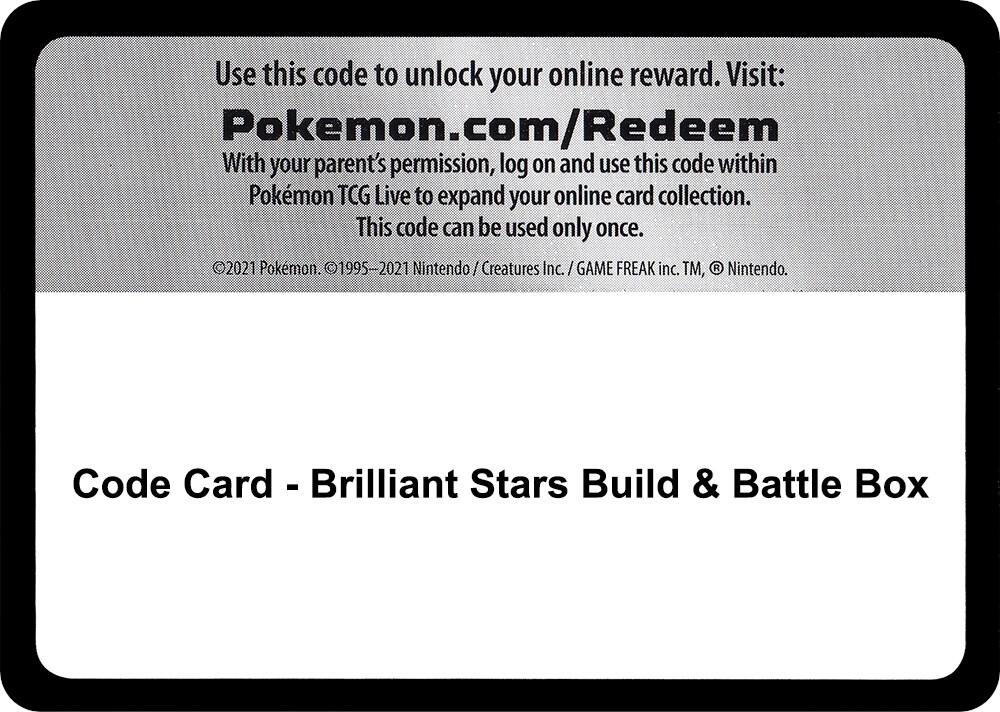 Use this code to unlock your online reward. Visit:
Pokemon.com/Redeem
With your parent's permission, log on and use this code within
Pokémon TCG Live to expand your online card collection.
This code can be used only once.
©2021 Pokémon. ©1995–2021 Nintendo / Creatures Inc. / GAME FREAK inc. TM, ® Nintendo.
Code Card - Brilliant Stars Build & Battle Box